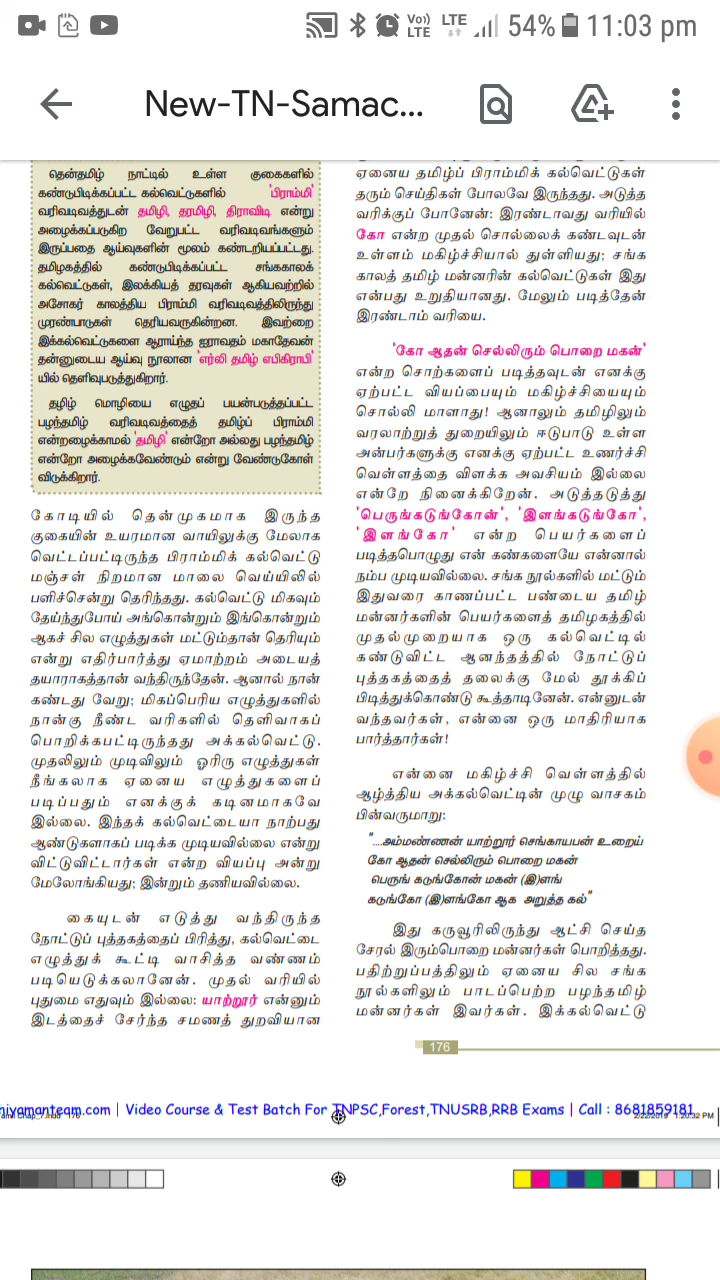 Vo)) LTE LTE 54% 11:03 pm
New-TN-Samac...
தென்தமிழ் நாட்டில் உள்ள குகைகளில்
கண்டுபிடிக்கப்பட்ட கல்வெட்டுகளில் 'பிராம்மி'
வரிவடிவத்துடன் தமிழி, தரமிழி, திராவிடி என்று
அழைக்கப்படுகிற வேறுபட்ட வரிவடிவங்களும்
இருப்பதை ஆய்வுகளின் மூலம் கண்டறியப்பட்டது.
தமிழகத்தில் கண்டுபிடிக்கப்பட்ட சங்ககாலக்
கல்வெட்டுகள், இலக்கியத் தரவுகள் ஆகியவற்றில்
அசோகர் காலத்திய பிராம்மி வரிவடிவத்திலிருந்து
முரண்பாடுகள் தெரியவருகின்றன. இவற்றை
இக்கல்வெட்டுகளை ஆராய்ந்த ஐராவதம் மகாதேவன்
தன்னுடைய ஆய்வு நூலான 'எர்லி தமிழ் எபிகிராபி'
யில் தெளிவுபடுத்துகிறார்.
தமிழ் மொழியை எழுதப் பயன்படுத்தப்பட்ட
பழந்தமிழ் வரிவடிவத்தைத் தமிழ்ப் பிராம்மி
என்றழைக்காமல் 'தமிழி' என்றோ அல்லது பழந்தமிழ்
என்றோ அழைக்கவேண்டும் என்று வேண்டுகோள்
விடுக்கிறார்.
கோடியில் தென்முகமாக இருந்த
குகையின் உயரமான வாயிலுக்கு மேலாக
வெட்டப்பட்டிருந்த பிராம்மிக் கல்வெட்டு
மஞ்சள் நிறமான மாலை வெய்யிலில்
பளிச்சென்று தெரிந்தது. கல்வெட்டு மிகவும்
தேய்ந்துபோய் அங்கொன்றும் இங்கொன்றும்
ஆகச் சில எழுத்துகள் மட்டும்தான் தெரியும்
என்று எதிர்பார்த்து ஏமாற்றம் அடையத்
தயாராகத்தான் வந்திருந்தேன். ஆனால் நான்
கண்டது வேறு; மிகப்பெரிய எழுத்துகளில்
நான்கு நீண்ட வரிகளில் தெளிவாகப்
பொறிக்கபட்டிருந்தது அக்கல்வெட்டு.
முதலிலும் முடிவிலும் ஓரிரு எழுத்துகள்
நீங்கலாக ஏனைய எழுத்துகளைப்
படிப்பதும் எனக்குக் கடினமாகவே
இல்லை. இந்தக் கல்வெட்டையா நாற்பது
ஆண்டுகளாகப் படிக்க முடியவில்லை என்று
விட்டுவிட்டார்கள் என்ற வியப்பு அன்று
மேலோங்கியது; இன்றும் தணியவில்லை.
கையுடன் எடுத்து வந்திருந்த
நோட்டுப் புத்தகத்தைப் பிரித்து, கல்வெட்டை
எழுத்துக் கூட்டி வாசித்த வண்ணம்
படியெடுக்கலானேன். முதல் வரியில்
புதுமை எதுவும் இல்லை: யாற்றூர் என்னும்
இடத்தைச் சேர்ந்த சமணத் துறவியான
ஏனைய தமிழ்ப் பிராம்மிக் கல்வெட்டுகள்
தரும் செய்திகள் போலவே இருந்தது. அடுத்த
வரிக்குப் போனேன்: இரண்டாவது வரியில்
கோ என்ற முதல் சொல்லைக் கண்டவுடன்
உள்ளம் மகிழ்ச்சியால் துள்ளியது; சங்க
காலத் தமிழ் மன்னரின் கல்வெட்டுகள் இது
என்பது உறுதியானது. மேலும் படித்தேன்
இரண்டாம் வரியை.
'கோ ஆதன் செல்லிரும் பொறை மகன்'
என்ற சொற்களைப் படித்தவுடன் எனக்கு
ஏற்பட்ட வியப்பையும் மகிழ்ச்சியையும்
சொல்லி மாளாது! ஆனாலும் தமிழிலும்
வரலாற்றுத் துறையிலும் ஈடுபாடு உள்ள
அன்பர்களுக்கு எனக்கு ஏற்பட்ட உணர்ச்சி
வெள்ளத்தை விளக்க அவசியம் இல்லை
என்றே நினைக்கிறேன். அடுத்தடுத்து
'பெருங்கடுங்கோன்', 'இளங்கடுங்கோ',
'இளங்கோ' என்ற பெயர்களைப்
படித்தபொழுது என் கண்களையே என்னால்
நம்ப முடியவில்லை. சங்க நூல்களில் மட்டும்
இதுவரை காணப்பட்ட பண்டைய தமிழ்
மன்னர்களின் பெயர்களைத் தமிழகத்தில்
முதல்முறையாக ஒரு கல்வெட்டில்
கண்டுவிட்ட ஆனந்தத்தில் நோட்டுப்
புத்தகத்தைத் தலைக்கு மேல் தூக்கிப்
பிடித்துக்கொண்டு கூத்தாடினேன். என்னுடன்
வந்தவர்கள், என்னை ஒரு மாதிரியாக
பார்த்தார்கள்!
என்னை மகிழ்ச்சி வெள்ளத்தில்
ஆழ்த்திய அக்கல்வெட்டின் முழு வாசகம்
பின்வருமாறு:
"....அம்மண்ணன் யாற்றூர் செங்காயபன் உறைய்
கோ ஆதன் செல்லிரும் பொறை மகன்
பெருங் கடுங்கோன் மகன் (இ)ளங்
கடுங்கோ (இ)ளங்கோ ஆக அறுத்த கல்"
இது கருவூரிலிருந்து ஆட்சி செய்த
சேரல் இரும்பொறை மன்னர்கள் பொறித்தது.
பதிற்றுப்பத்திலும் ஏனைய சில சங்க
நூல்களிலும் பாடப்பெற்ற பழந்தமிழ்
மன்னர்கள் இவர்கள். இக்கல்வெட்டு
176
hiyamanteam.com | Video Course & Test Batch For TNPSC,Forest,TNUSRB,RRB Exams | Call : 8681859181
2/22/2019 1:20:32 PM